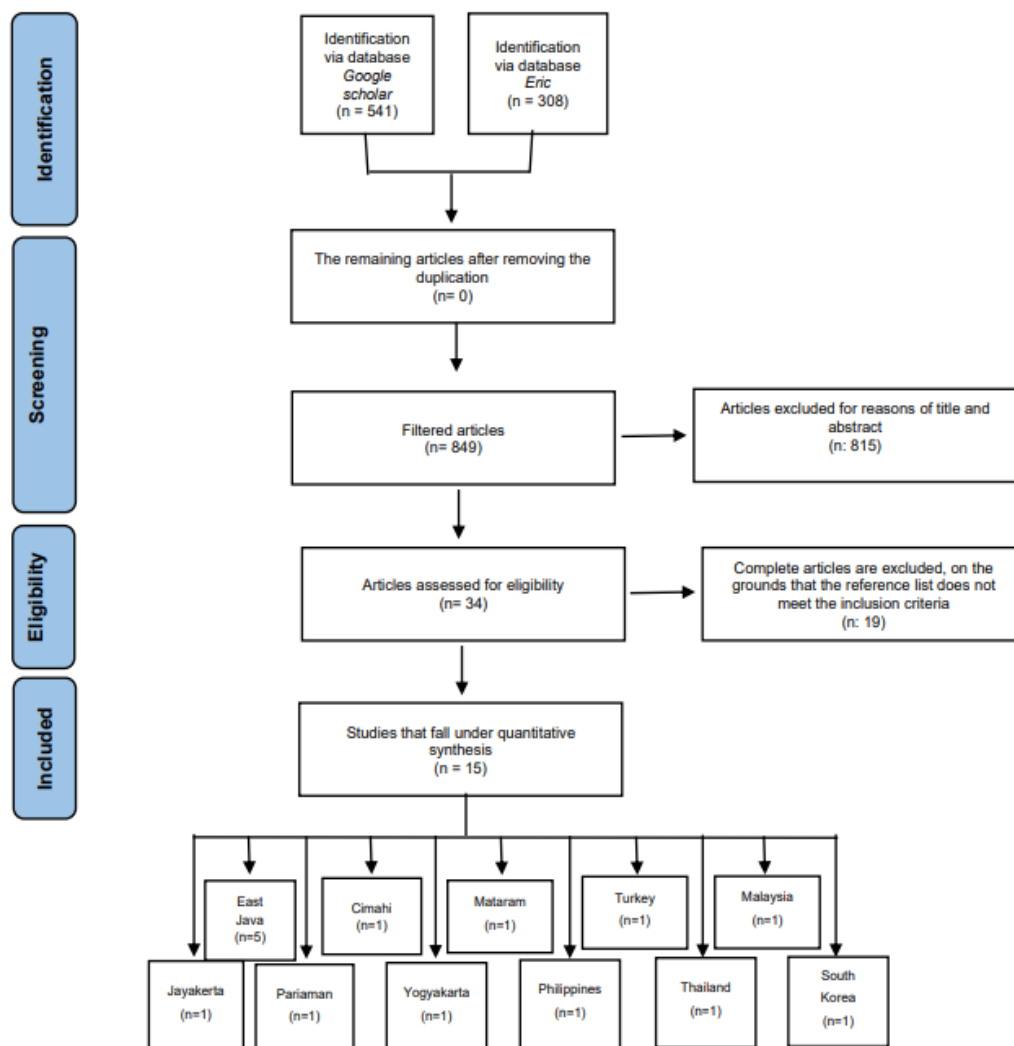 Identification
Identification
via database
Google
scholar
(n = 541)
Identification
via database
Eric
(n = 308)
Screening
The remaining articles after removing the
duplication
(n= 0)
Filtered articles
(n= 849)
Articles excluded for reasons of title and
abstract
(n: 815)
Eligibility
Articles assessed for eligibility
(n= 34)
Complete articles are excluded, on the
grounds that the reference list does not
meet the inclusion criteria
(n: 19)
Included
Studies that fall under quantitative
synthesis
(n = 15)
East
Java
(n=5)
Cimahi
(n=1)
Mataram
(n=1)
Turkey
(n=1)
Malaysia
(n=1)
Jayakerta
(n=1)
Pariaman
(n=1)
Yogyakarta
(n=1)
Philippines
(n=1)
Thailand
(n=1)
South
Korea
(n=1)